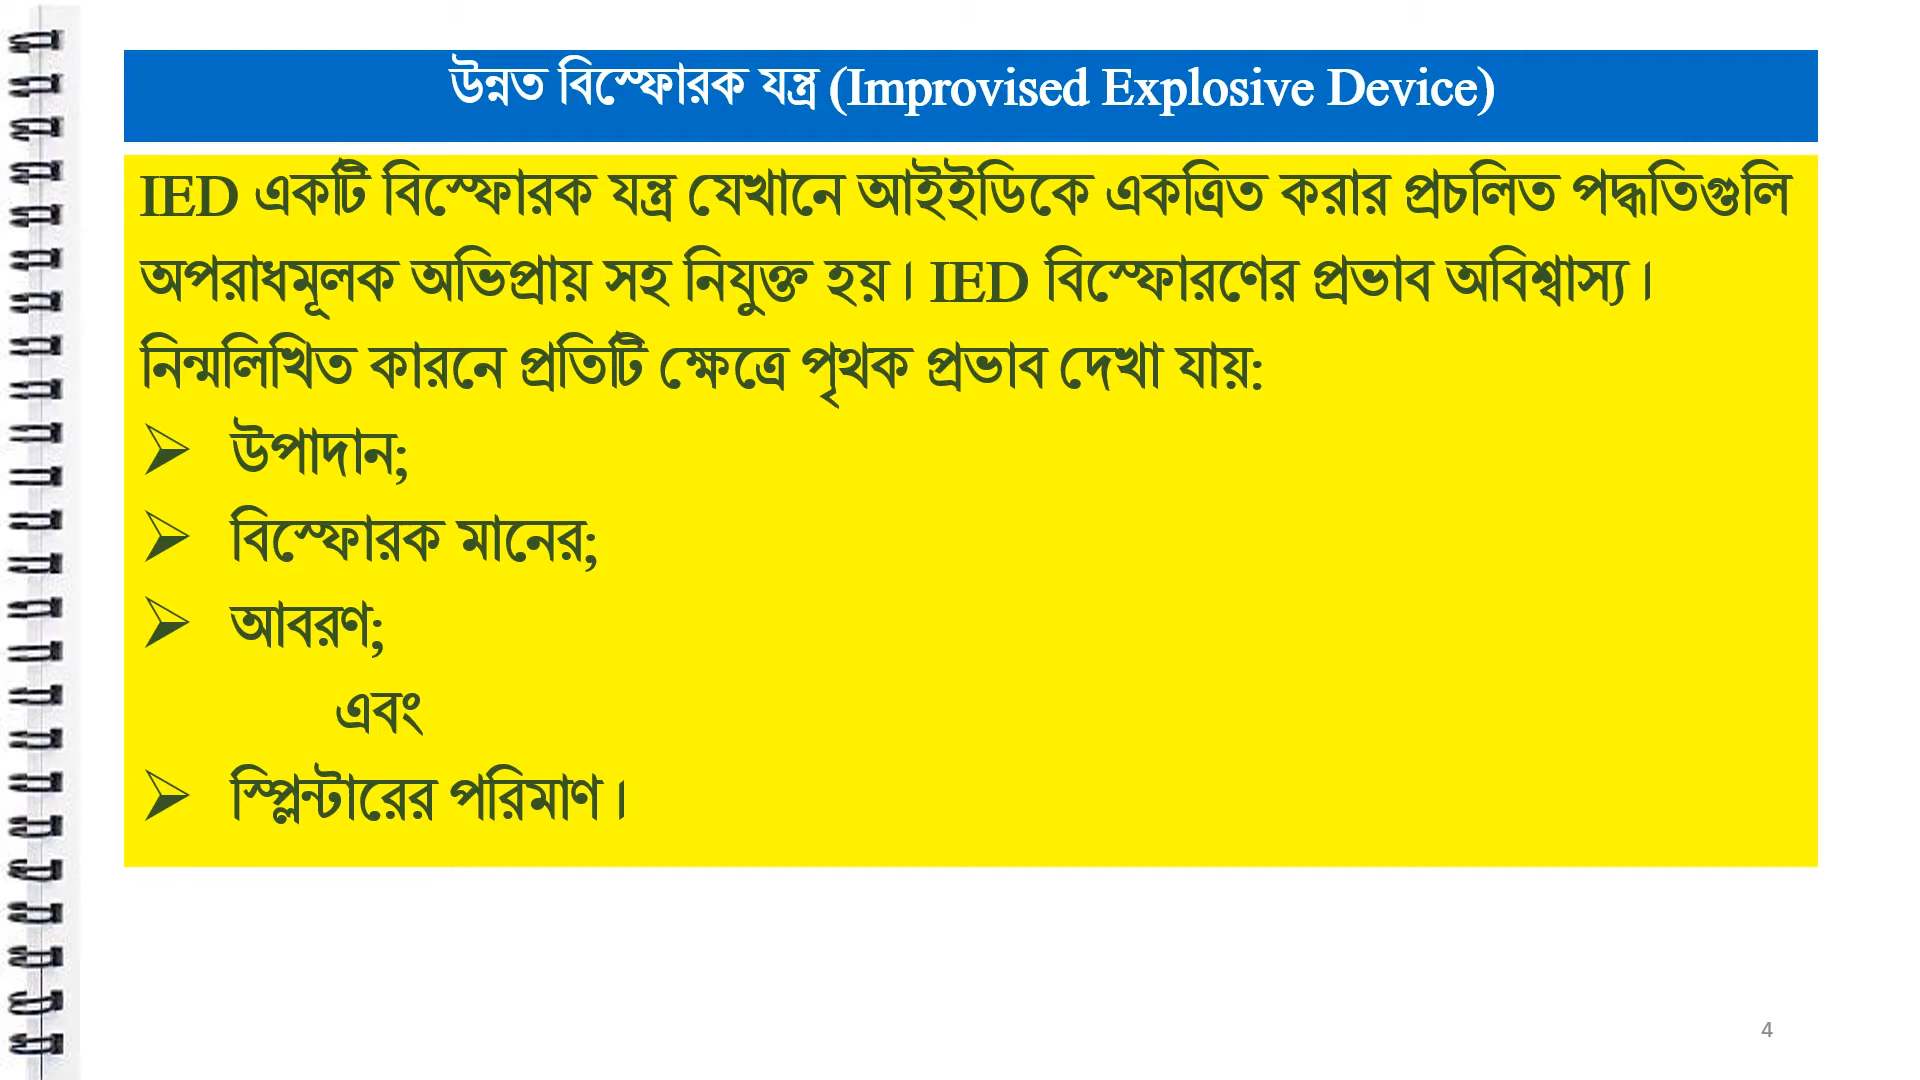 উন্নত বিস্ফোরক যন্ত্র (Improvised Explosive Device)
IED একটি বিস্ফোরক যন্ত্র যেখানে আইইডিকে একত্রিত করার প্রচলিত পদ্ধতিগুলি
অপরাধমূলক অভিপ্রায় সহ নিযুক্ত হয়। IED বিস্ফোরণের প্রভাব অবিশ্বাস্য।
নিন্মলিখিত কারনে প্রতিটি ক্ষেত্রে পৃথক প্রভাব দেখা যায়:
➢ উপাদান;
➢ বিস্ফোরক মানের;
➢ আবরণ;
এবং
➢ স্প্লিন্টারের পরিমাণ।
4